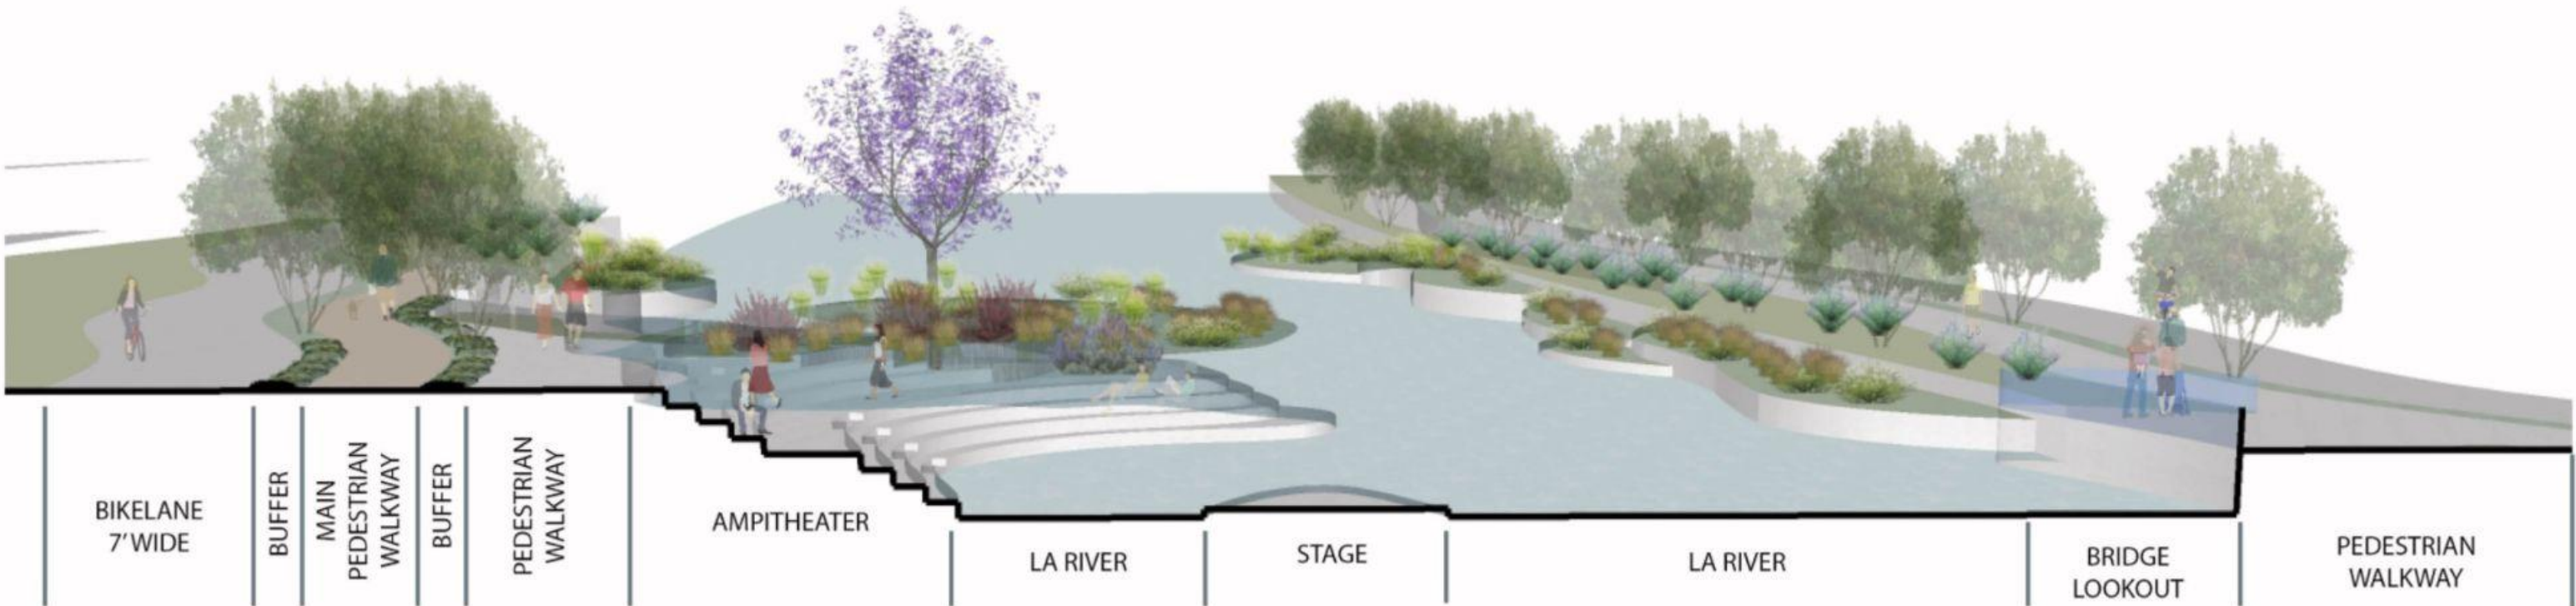 BIKELANE
7' WIDE
BUFFER
MAIN
PEDESTRIAN
WALKWAY
BUFFER
PEDESTRIAN
WALKWAY
AMPITHEATER
LA RIVER
STAGE
LA RIVER
BRIDGE
LOOKOUT
PEDESTRIAN
WALKWAY